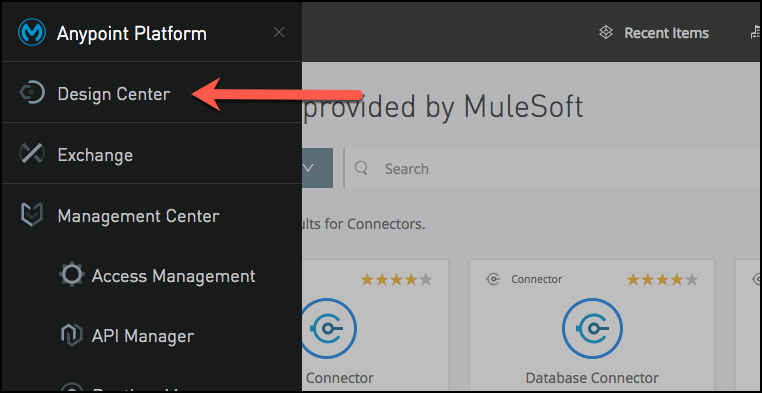 Anypoint Platform
Recent Items
Design Center
provided by MuleSoft
Exchange
Search
Management Center
ults for Connectors.
Access Management
Connector
API Manager
Connector
Database Connector